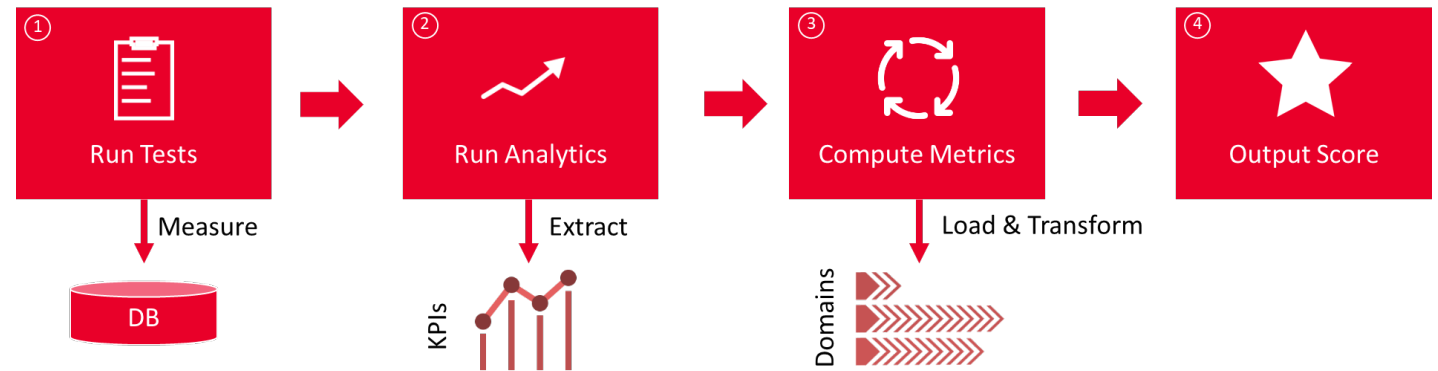 1
Run Tests
Measure
DB
2
Run Analytics
Extract
KPIs
3
Compute Metrics
Load & Transform
Domains
4
Output Score